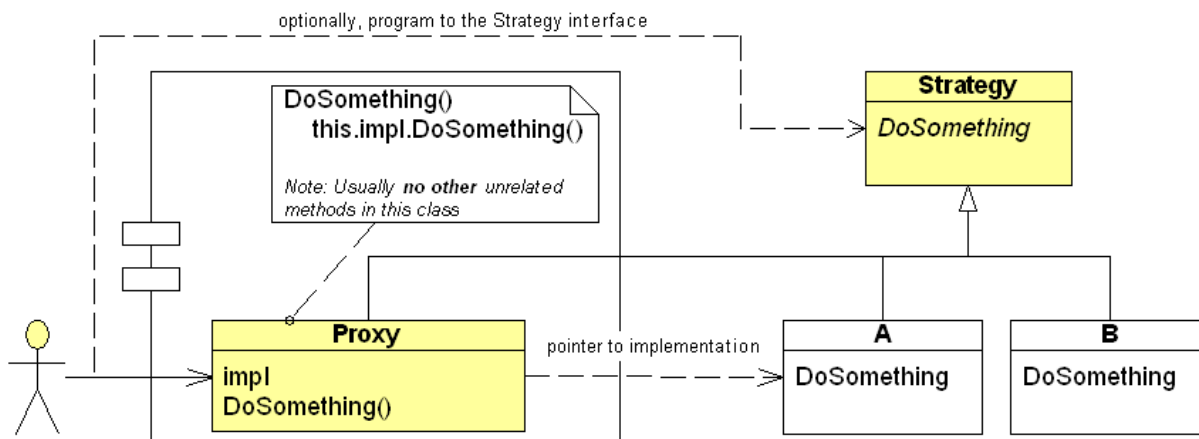 optionally, program to the Strategy interface
DoSomething()
this.impl.DoSomething()
Note: Usually no other unrelated
methods in this class
Strategy
DoSomething
Proxy
impl
DoSomething()
pointer to implementation
A
DoSomething
B
DoSomething